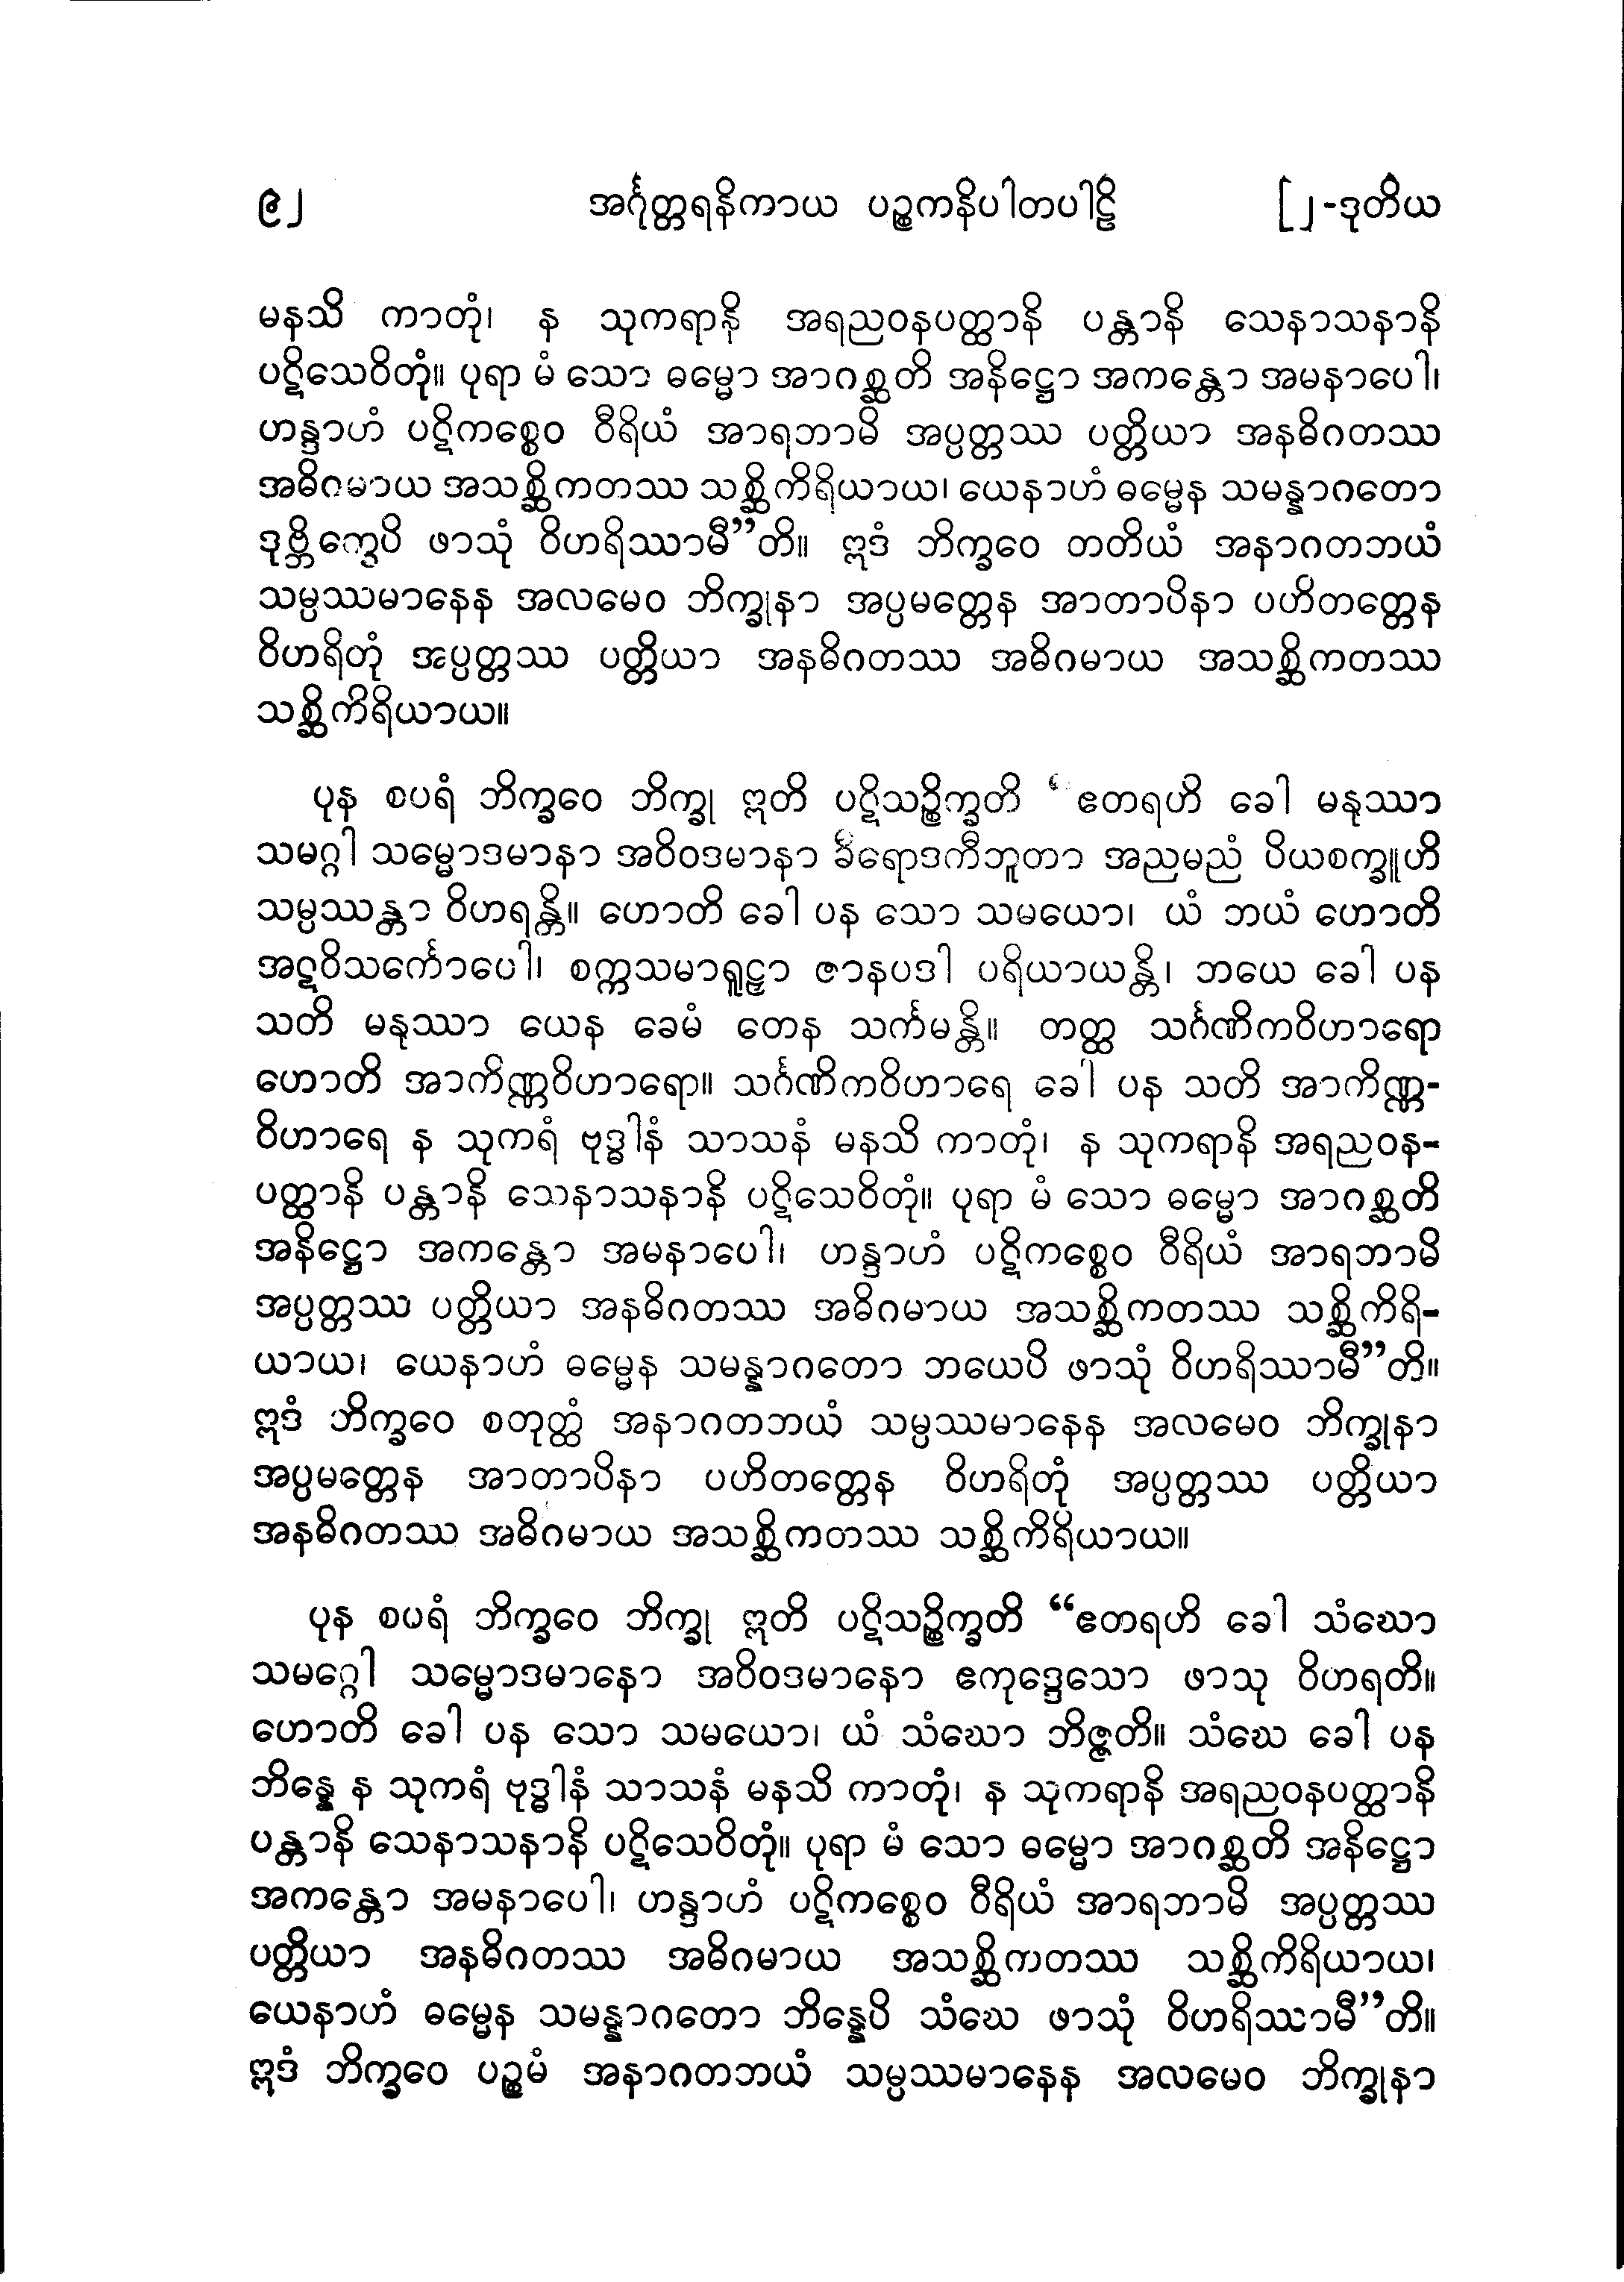 ၉၂ အင်္ဂုတ္တရနိကာယ ပဉ္စကနိပါတပါဠိ [၂-ဒုတိယ
မနသိ ကာတုံ၊ န သုကရာနို အရညဝနပတ္ထာနိ ပန္တာနိ သေနာသနာနိ
ပဋိသေဝိတုံ။ ပုရာ မံ သော ဓမ္မော အာဂစ္ဆတိ အနိဋ္ဌော အကန္တော အမနာပေါ၊
ဟန္ဒာဟံ ပဋိကစ္စေဝ ဝီရိယံ အာရဘာမိ အပ္ပတ္တဿ ပတ္တိယာ အနဓိဂတဿ
အဓိဂမာယ အသစ္ဆိကတဿ သစ္ဆိကိရိယာယ၊ ယေနာဟံ ဓမ္မေန သမန္နာဂတော
ဒုဗ္ဘိက္ခေပိ ဖာသုံ ဝိဟရိဿာမီ”တိ။ ဣဒံ ဘိက္ခဝေ တတိယံ အနာဂတဘယံ
သမ္ပဿမာနေန အလမေဝ ဘိက္ခုနာ အပ္ပမတ္တေန အာတာပိနာ ပဟိတတ္တေန
ဝိဟရိတုံ အပ္ပတ္တဿ ပတ္တိယာ အနဓိဂတဿ အဓိဂမာယ အသစ္ဆိကတဿ
သစ္ဆိကိရိယာယ။
ပုန စပရံ ဘိက္ခဝေ ဘိက္ခု ဣတိ ပဋိသဉ္စိက္ခတိ “ဧတရဟိ ခေါ မနုဿာ
သမဂ္ဂါ သမ္မောဒမာနာ အဝိဝဒမာနာ ခီရောဒကီဘူတာ အညမညံ ပိယစက္ခူဟိ
သမ္ပဿန္တာ ဝိဟရန္တိ။ ဟောတိ ခေါ ပန သော သမယော၊ ယံ ဘယံ ဟောတိ
အဋဝိသင်္ကောပေါ၊ စက္ကသမာရူဠှာ ဇာနပဒါ ပရိယာယန္တိ၊ ဘယေ ခေါ ပန
သတိ မနုဿာ ယေန ခေမံ တေန သင်္ကမန္တိ။ တတ္ထ သင်္ဂဏိကဝိဟာရော
ဟောတိ အာကိဏ္ဏဝိဟာရော။ သင်္ဂဏိကဝိဟာရေ ခေါ ပန သတိ အာကိဏ္ဏ-
ဝိဟာရေ န သုကရံ ဗုဒ္ဓါနံ သာသနံ မနသိ ကာတုံ၊ န သုကရာနိ အရညဝန-
ပတ္ထာနိ ပန္တာနိ သေနာသနာနိ ပဋိသေဝိတုံ။ ပုရာ မံ သော ဓမ္မော အာဂစ္ဆတိ
အနိဋ္ဌော အကန္တော အမနာပေါ၊ ဟန္ဒာဟံ ပဋိကစ္စေဝ ဝီရိယံ အာရဘာမိ
အပ္ပတ္တဿ ပတ္တိယာ အနဓိဂတဿ အဓိဂမာယ အသစ္ဆိကတဿ သစ္ဆိကိရိ-
ယာယ၊ ယေနာဟံ ဓမ္မေန သမန္နာဂတော ဘယေပိ ဖာသုံ ဝိဟရိဿာမီ”တိ။
ဣဒံ ဘိက္ခဝေ စတုတ္ထံ အနာဂတဘယံ သမ္ပဿမာနေန အလမေဝ ဘိက္ခုနာ
အပ္ပမတ္တေန အာတာပိနာ ပဟိတတ္တေန ဝိဟရိတုံ အပ္ပတ္တဿ ပတ္တိယာ
အနဓိဂတဿ အဓိဂမာယ အသစ္ဆိကတဿ သစ္ဆိကိရိယာယ။
ပုန စပရံ ဘိက္ခဝေ ဘိက္ခု ဣတိ ပဋိသဉ္စိက္ခတိ “ဧတရဟိ ခေါ သံဃော
သမဂ္ဂေါ သမ္မောဒမာနော အဝိဝဒမာနော ဧကုဒ္ဒေသော ဖာသု ဝိဟရတိ။
ဟောတိ ခေါ ပန သော သမယော၊ ယံ သံဃော ဘိဇ္ဇတိ။ သံဃေ ခေါ ပန
ဘိန္နေ န သုကရံ ဗုဒ္ဓါနံ သာသနံ မနသိ ကာတုံ၊ န သုကရာနိ အရညဝနပတ္ထာနိ
ပန္တာနိ သေနာသနာနိ ပဋိသေဝိတုံ။ ပုရာ မံ သော ဓမ္မော အာဂစ္ဆတိ အနိဋ္ဌော
အကန္တော အမနာပေါ၊ ဟန္ဒာဟံ ပဋိကစ္စေဝ ဝီရိယံ အာရဘာမိ အပ္ပတ္တဿ
ပတ္တိယာ အနဓိဂတဿ အဓိဂမာယ အသစ္ဆိကတဿ သစ္ဆိကိရိယာယ၊
ယေနာဟံ ဓမ္မေန သမန္နာဂတော ဘိန္နေပိ သံဃေ ဖာသုံ ဝိဟရိဿာမီ”တိ။
ဣဒံ ဘိက္ခဝေ ပဉ္စမံ အနာဂတဘယံ သမ္ပဿမာနေန အလမေဝ ဘိက္ခုနာ